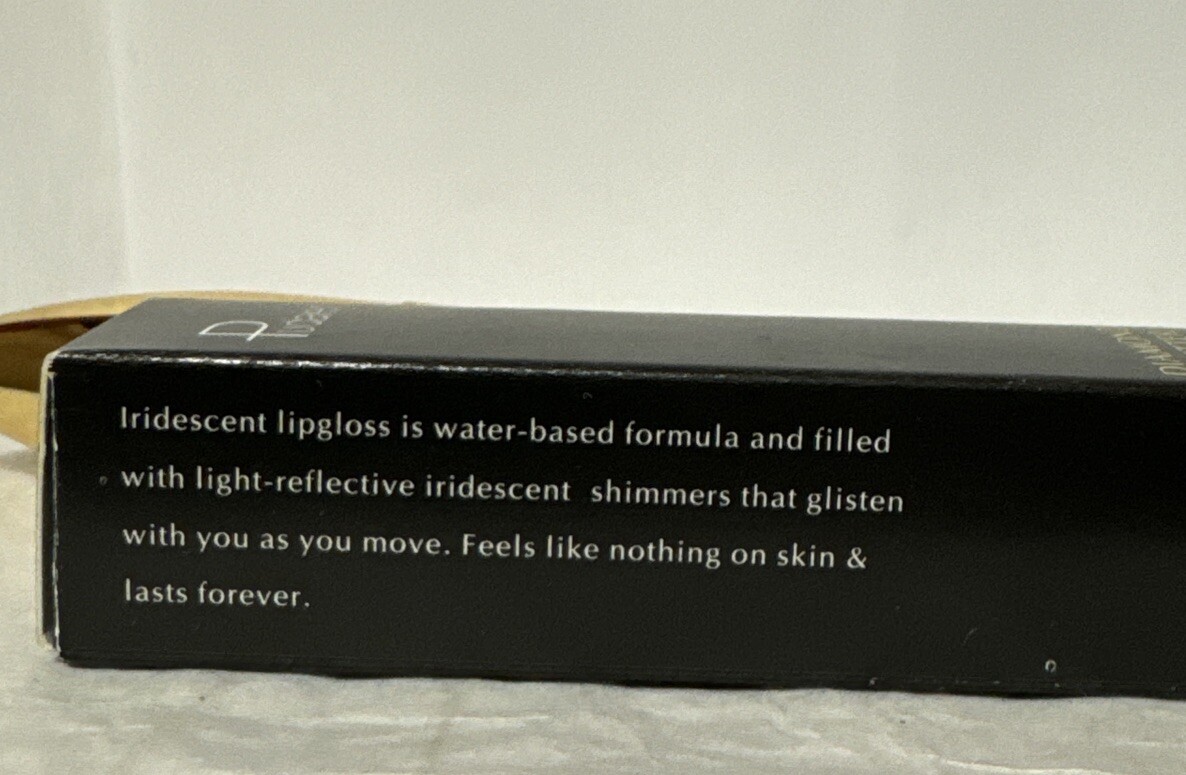 Iridescent lipgloss is water-based formula and filled
with light-reflective iridescent shimmers that glisten
with you as you move. Feels like nothing on skin &
lasts forever.